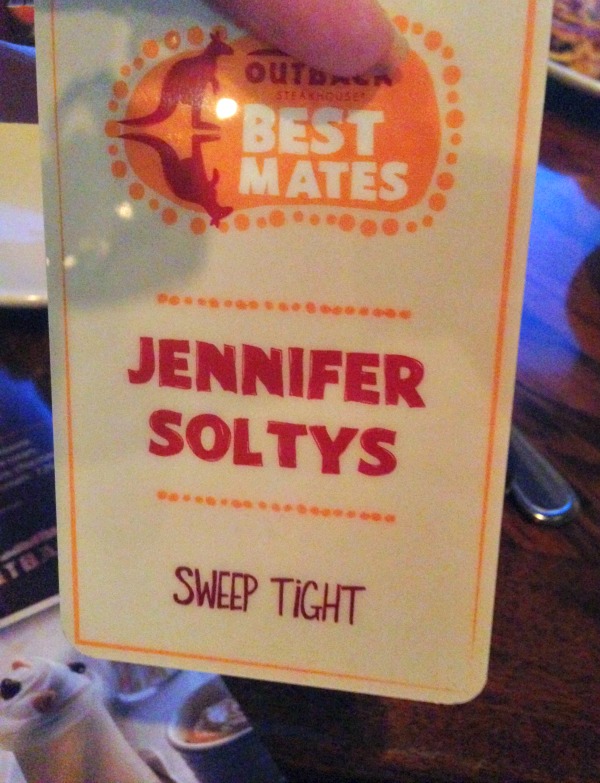 OUTBACK
STEAKHOUSE
BEST
MATES
JENNIFER
SOLTYS
SWEEP TiGHT